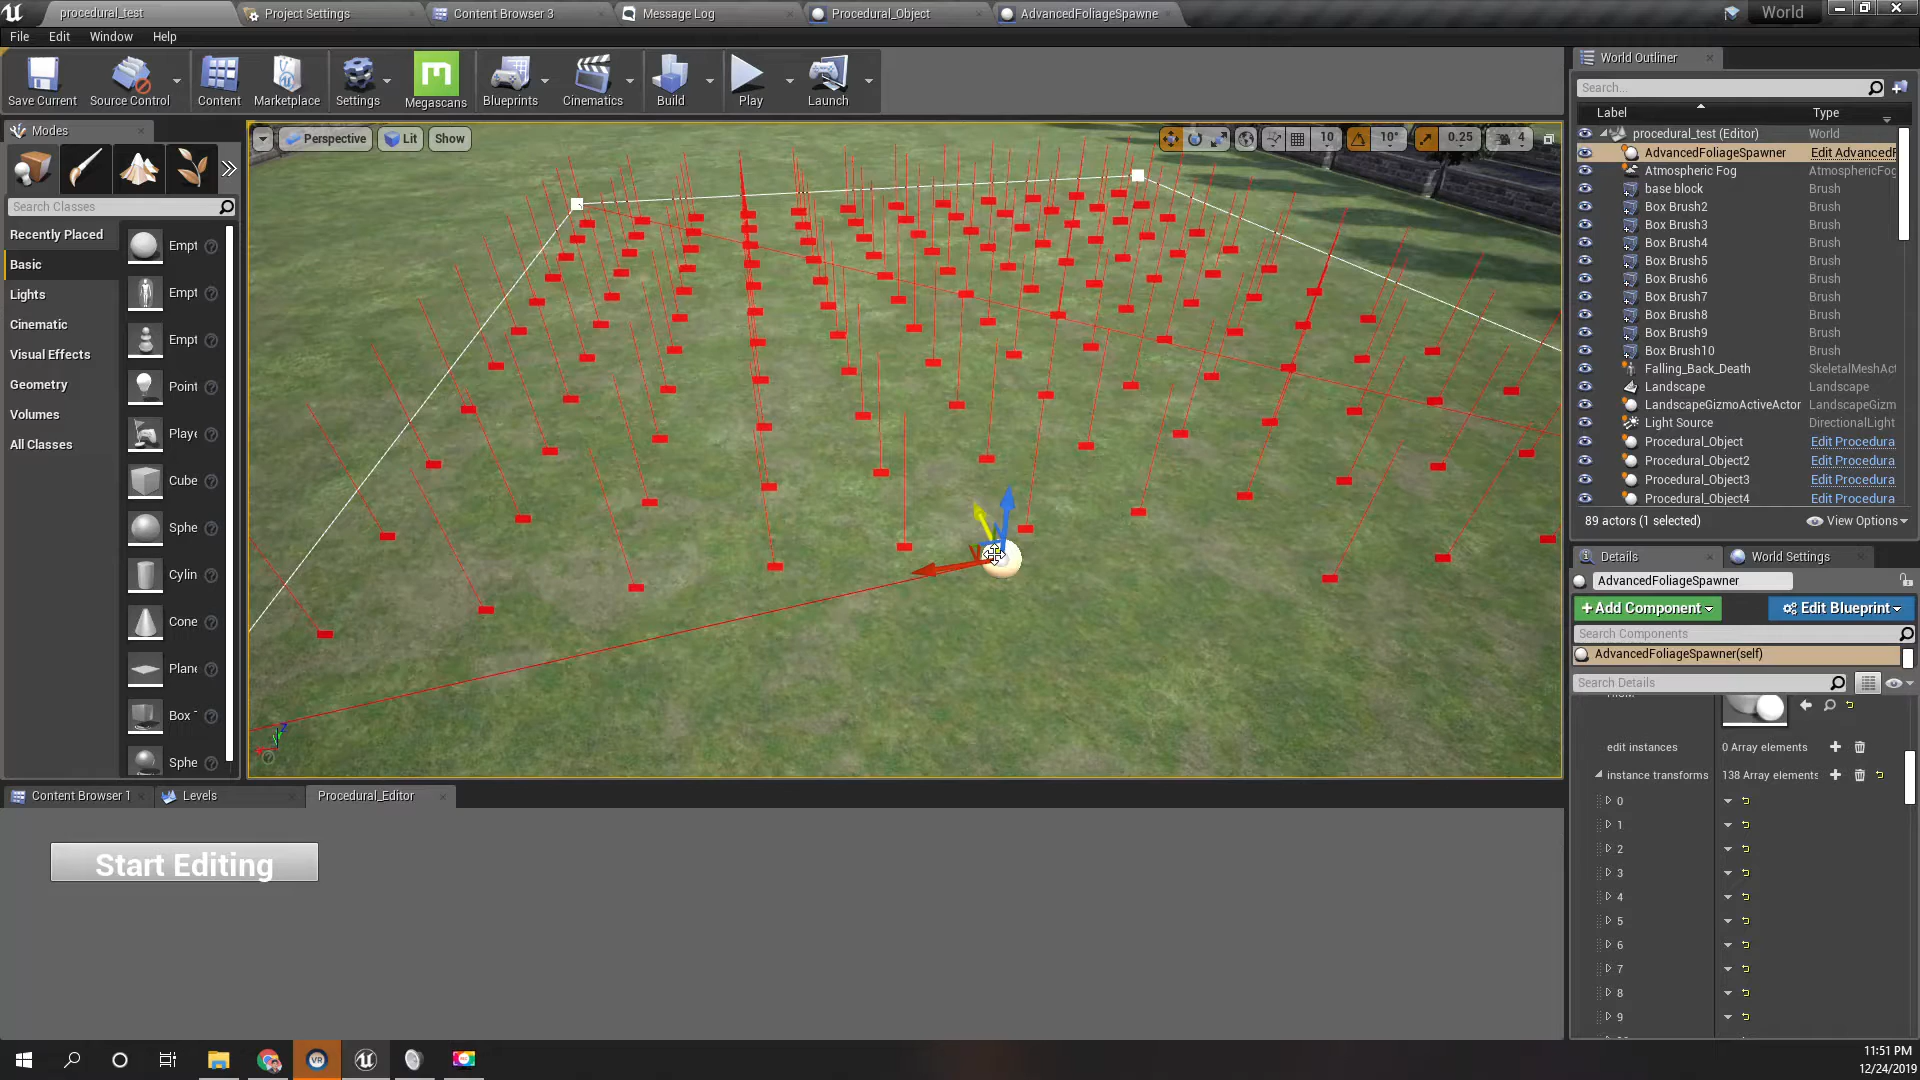 procedural_test
Project Settings
Content Browser 3
Message Log
Procedural_Object
AdvancedFoliageSpawne
World
File Edit Window Help
Save Current
Source Control
Content
Marketplace
Settings
Megascans
Blueprints
Cinematics
Build
Play
Launch
Modes
Search Classes
Recently Placed
Basic
Lights
Cinematic
Visual Effects
Geometry
Volumes
All Classes
Empt
Empt
Empt
Point
Playe
Cube
Sphe
Cylin
Cone
Plane
Box
Sphe
Perspective
Lit
Show
10
10°
0.25
4
World Outliner
Search...
Label Type
procedural_test (Editor) World
AdvancedFoliageSpawner Edit AdvancedF
Atmospheric Fog AtmosphericFog
base block Brush
Box Brush2 Brush
Box Brush3 Brush
Box Brush4 Brush
Box Brush5 Brush
Box Brush6 Brush
Box Brush7 Brush
Box Brush8 Brush
Box Brush9 Brush
Box Brush10 Brush
Falling_Back_Death SkeletalMeshAct
Landscape Landscape
LandscapeGizmoActiveActor LandscapeGizm
Light Source DirectionalLight
Procedural_Object Edit Procedura
Procedural_Object2 Edit Procedura
Procedural_Object3 Edit Procedura
Procedural_Object4 Edit Procedura
89 actors (1 selected) View Options
Details
World Settings
AdvancedFoliageSpawner
+Add Component
Edit Blueprint
Search Components
AdvancedFoliageSpawner(self)
Search Details
edit instances 0 Array elements
instance transforms 138 Array elements
0
1
2
3
4
5
6
7
8
9
Content Browser 1
Levels
Procedural_Editor
Start Editing
11:51 PM
12/24/2019